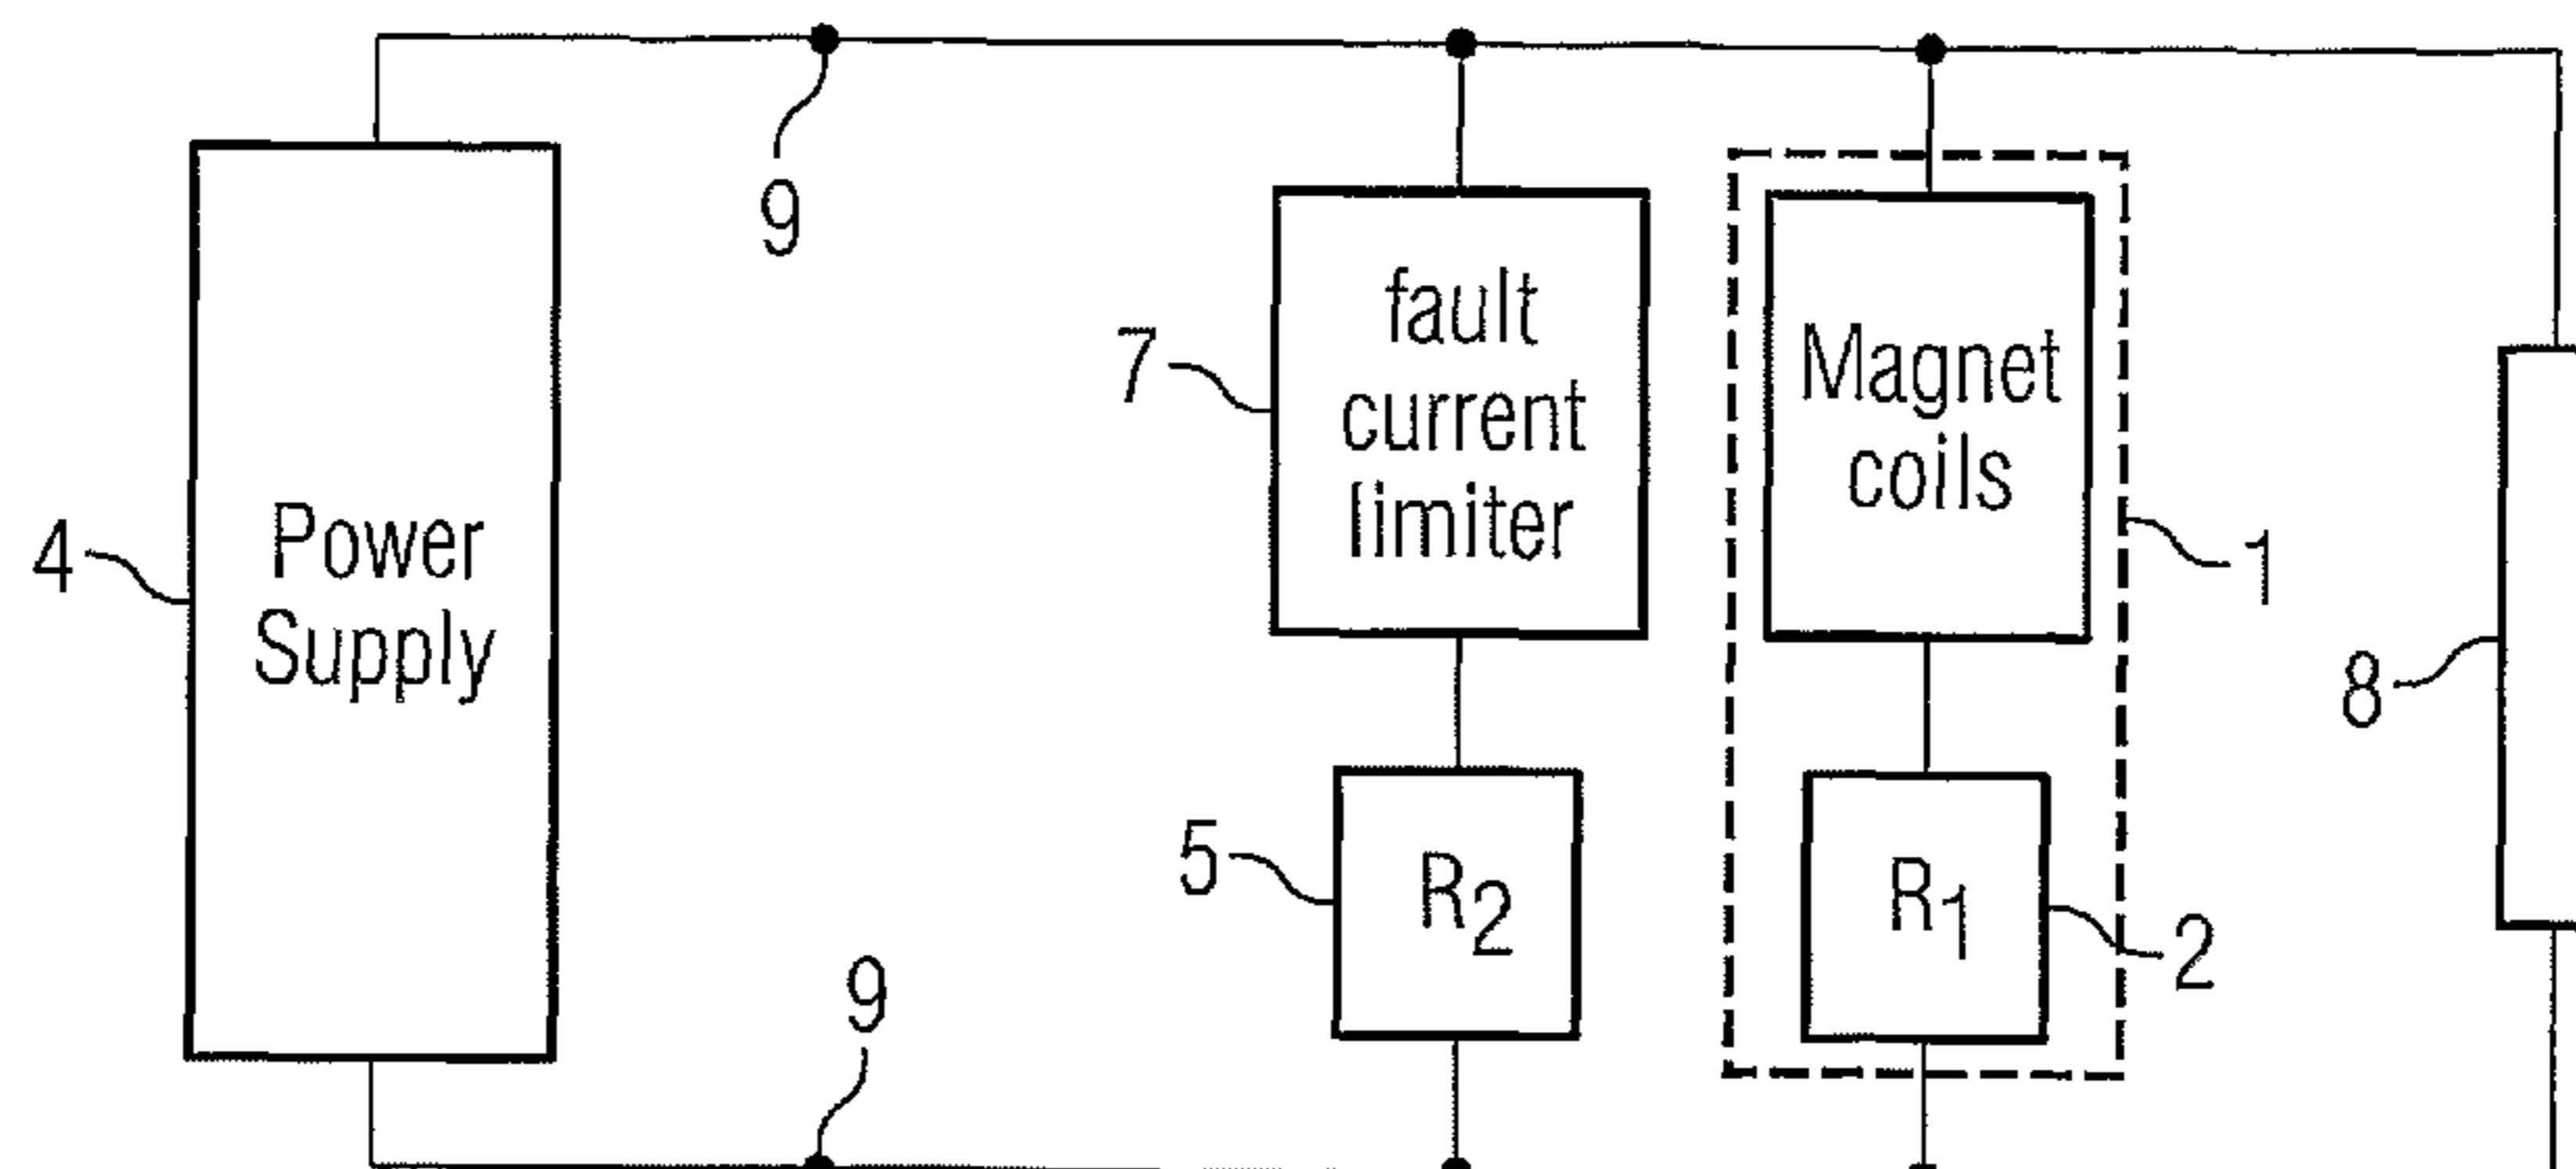 9
4
Power
Supply
7
fault
current
limiter
Magnet
coils
1
8
5
R2
R1
2
9